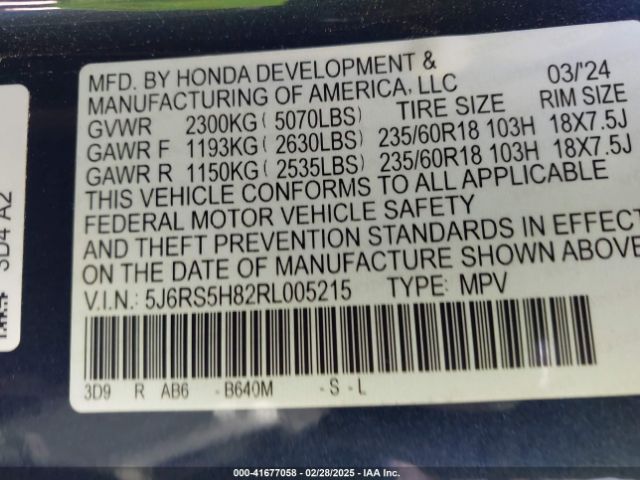 MFD. BY HONDA DEVELOPMENT &
MANUFACTURING OF AMERICA, LLC 03/'24
GVWR 2300KG ( 5070LBS) TIRE SIZE RIM SIZE
GAWR F 1193KG ( 2630LBS) 235/60R18 103H 18X7.5J
GAWR R 1150KG ( 2535LBS) 235/60R18 103H 18X7.5J
THIS VEHICLE CONFORMS TO ALL APPLICABLE
FEDERAL MOTOR VEHICLE SAFETY
AND THEFT PREVENTION STANDARDS IN EFFECT
ON THE DATE OF MANUFACTURE SHOWN ABOVE
V.I.N.: 5J6RS5H82RL005215 TYPE: MPV
3D9 R AB6 -B640M -S-L
3D4 A2
000-41677058 - 02/28/2025 - IAA Inc.